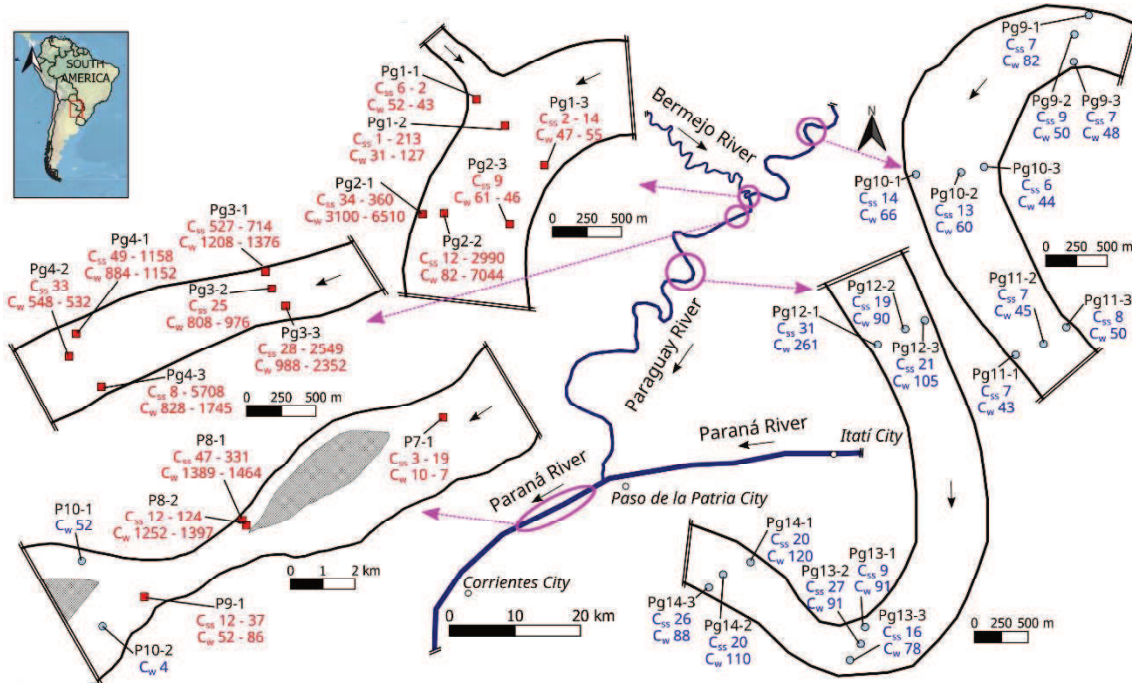 SOUTH
AMERICA
Pg1-1
Css 6 - 2
Cw 52 - 43
Pg1-2
Css 1 - 213
Cw 31 - 127
Pg1-3
Css 2 - 14
Cw 47 - 55
Pg2-1
Css 34 - 360
Cw 3100 - 6510
Pg2-3
Css 9
Cw 61 - 46
Pg2-2
Css 12 - 2990
Cw 82 - 7044
0 250 500 m
Pg3-1
Css 527 - 714
Cw 1208 - 1376
Pg4-1
Css 49 - 1158
Cw 884 - 1152
Pg4-2
Css 33
Cw 548 - 532
Pg3-2
Css 25
Cw 808 - 976
Pg3-3
Css 28 - 2549
Cw 988 - 2352
Pg4-3
Css 8 - 5708
Cw 828 - 1745
0 250 500 m
P7-1
Css 3 - 19
Cw 10 - 7
P8-1
Css 47 - 331
Cw 1389 - 1464
P8-2
Css 12 - 124
Cw 1252 - 1397
P10-1
Cw 52
P9-1
Css 12 - 37
Cw 52 - 86
P10-2
Cw 4
0 1 2 km
Bermejo River
N
Paraguay River
Paraná River
Itatí City
Paraná River
Paso de la Patria City
Corrientes City
0 10 20 km
Pg9-1
Css 7
Cw 82
Pg9-2
Css 9
Cw 50
Pg9-3
Css 7
Cw 48
Pg10-1
Css 14
Cw 66
Pg10-2
Css 13
Cw 60
Pg10-3
Css 6
Cw 44
0 250 500 m
Pg11-2
Css 7
Cw 45
Pg11-3
Css 8
Cw 50
Pg11-1
Css 7
Cw 43
Pg12-2
Css 19
Cw 90
Pg12-1
Css 31
Cw 261
Pg12-3
Css 21
Cw 105
Pg14-1
Css 20
Cw 120
Pg13-1
Css 9
Cw 91
Pg13-2
Css 27
Cw 91
Pg13-3
Css 16
Cw 78
Pg14-3
Css 26
Cw 88
Pg14-2
Css 20
Cw 110
0 250 500 m